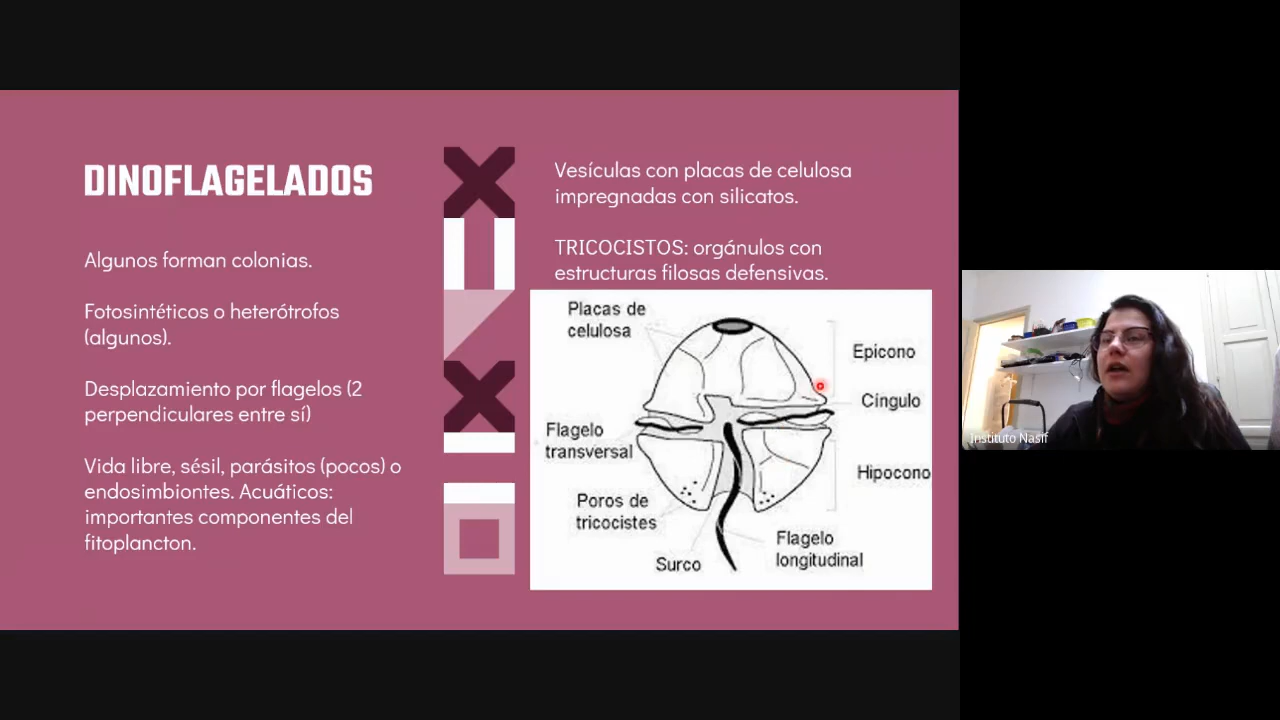 DINOFLAGELADOS
Algunos forman colonias.
Fotosintéticos o heterótrofos
(algunos).
Desplazamiento por flagelos (2
perpendiculares entre sí)
Vida libre, sésil, parásitos (pocos) o
endosimbiontes. Acuáticos:
importantes componentes del
fitoplancton.
Vesículas con placas de celulosa
impregnadas con silicatos.
TRICOCISTOS: orgánulos con
estructuras filosas defensivas.
Placas de
celulosa
Epicono
Cíngulo
Flagelo
transversal
Hipocono
Poros de
tricocistes
Flagelo
longitudinal
Surco
Instituto Nasif